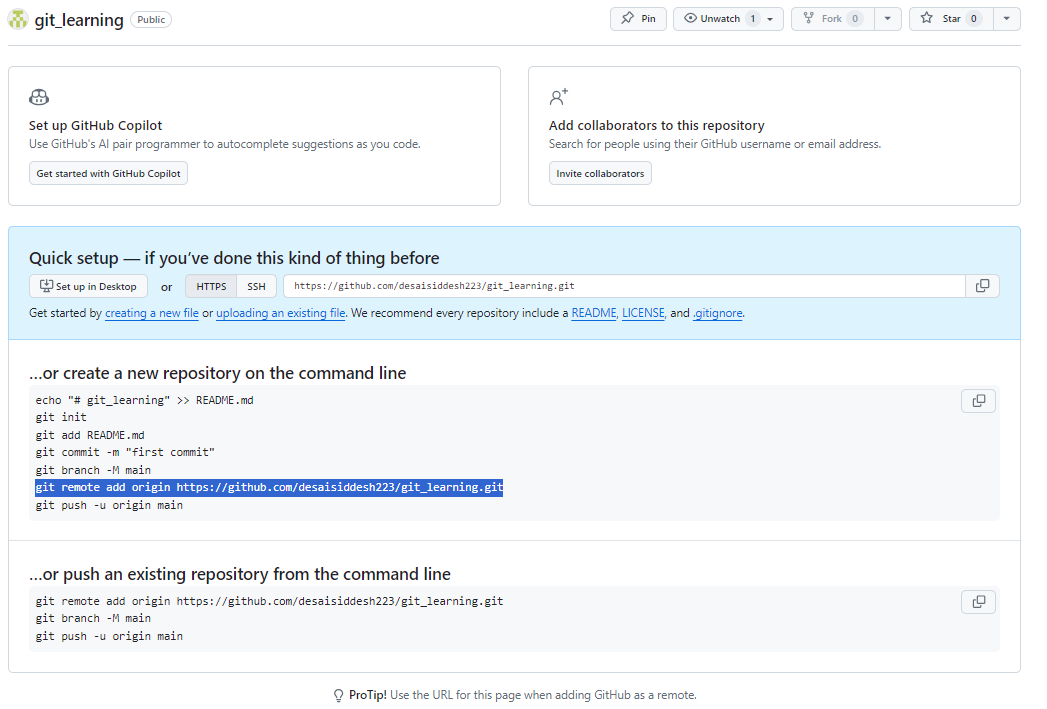 git_learning Public Pin Unwatch 1 Fork 0 Star 0
Set up GitHub Copilot
Use GitHub's AI pair programmer to autocomplete suggestions as you code.
Get started with GitHub Copilot
Add collaborators to this repository
Search for people using their GitHub username or email address.
Invite collaborators
Quick setup — if you’ve done this kind of thing before
Set up in Desktop or HTTPS SSH https://github.com/desaisiddesh223/git_learning.git
Get started by creating a new file or uploading an existing file. We recommend every repository include a README, LICENSE, and .gitignore.
…or create a new repository on the command line
echo "# git_learning" >> README.md
git init
git add README.md
git commit -m "first commit"
git branch -M main
git remote add origin https://github.com/desaisiddesh223/git_learning.git
git push -u origin main
…or push an existing repository from the command line
git remote add origin https://github.com/desaisiddesh223/git_learning.git
git branch -M main
git push -u origin main
ProTip! Use the URL for this page when adding GitHub as a remote.